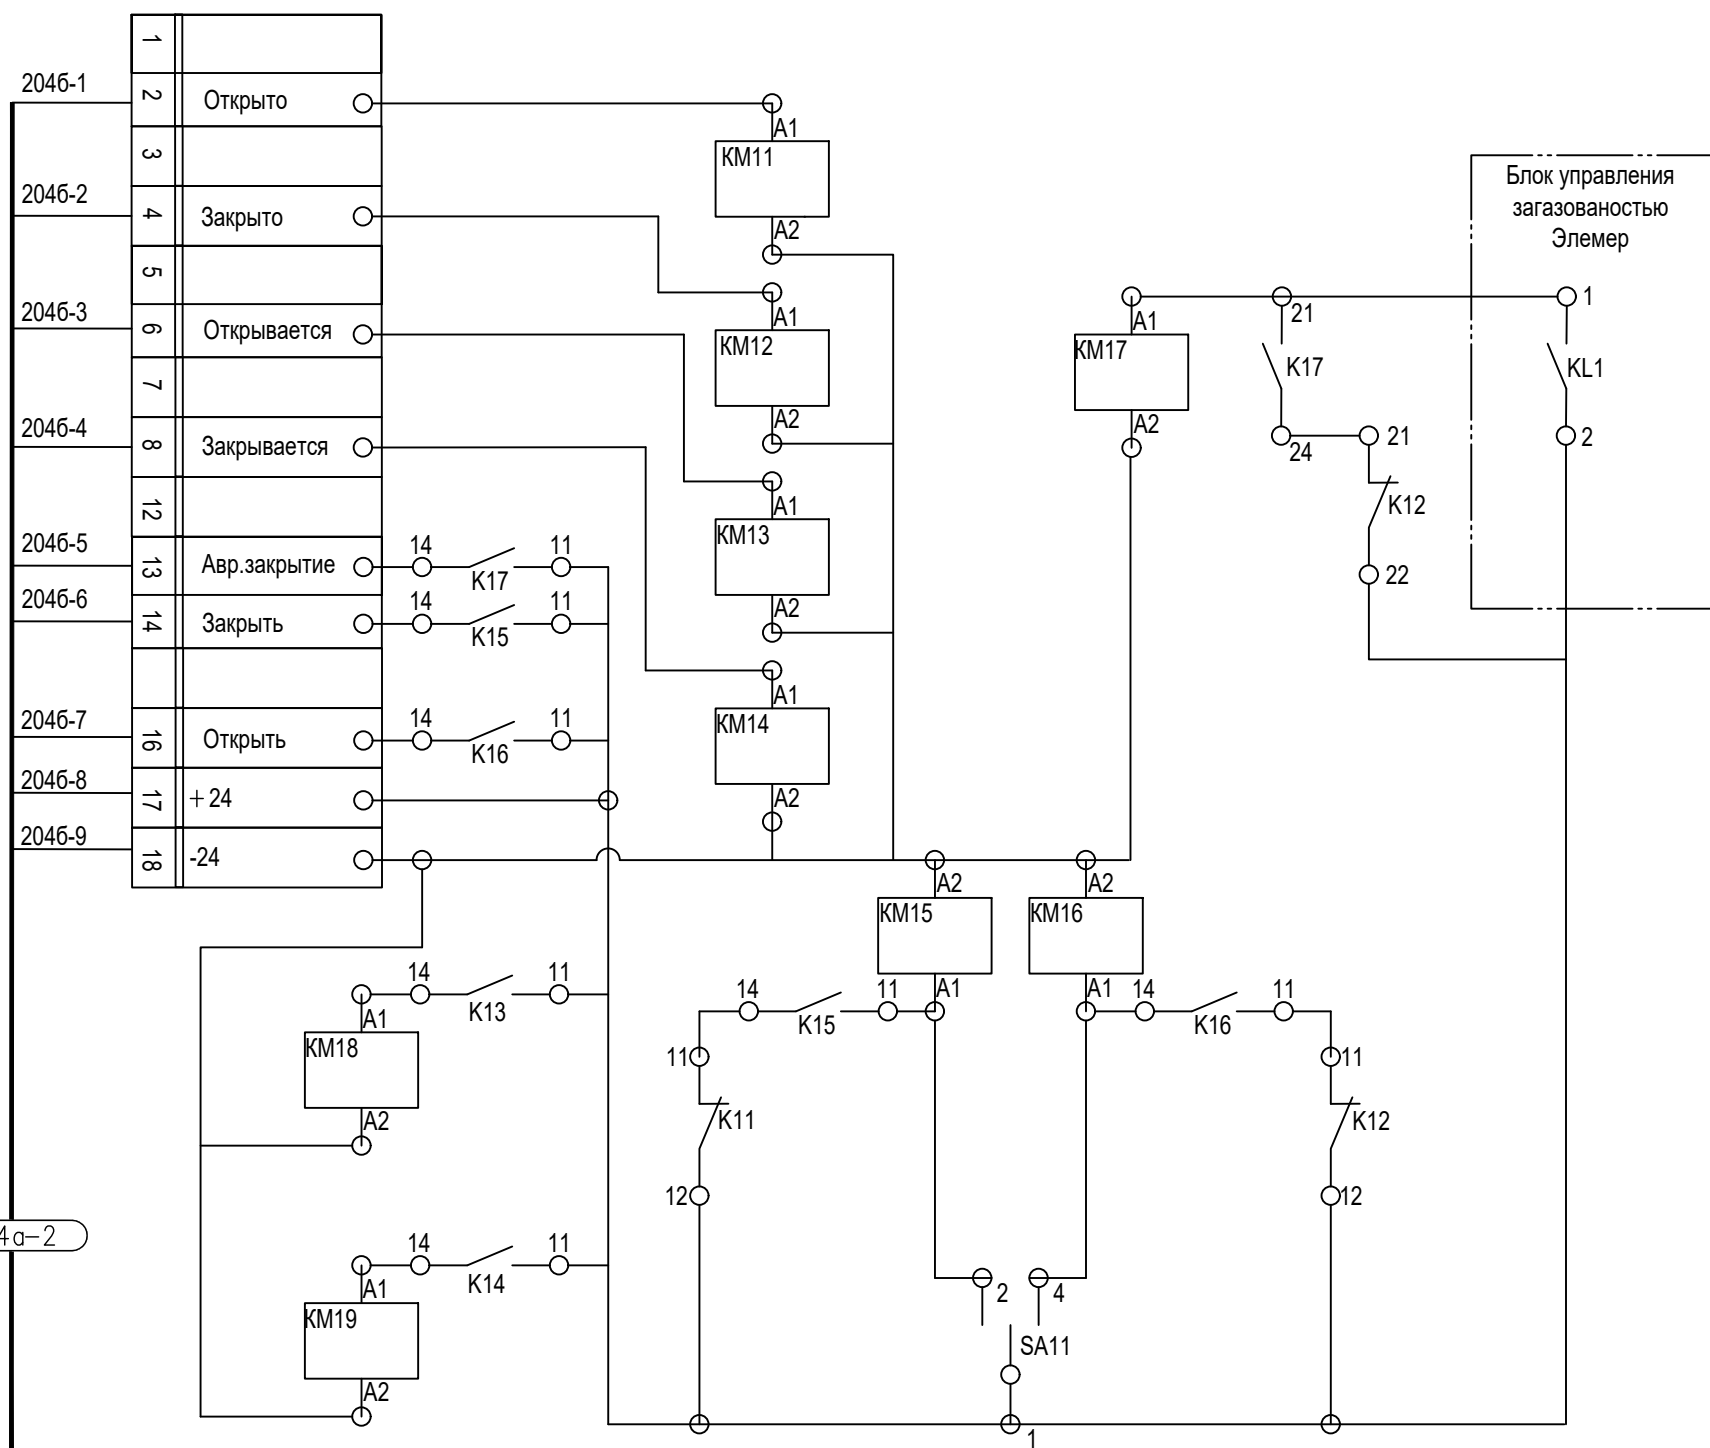 1
204б-1
2
Открыто
3
204б-2
4
Закрыто
5
204б-3
6
Открывается
7
204б-4
8
Закрывается
12
204б-5
13
Авр.закрытие
14
K17
11
204б-6
14
Закрыть
14
K15
11
204б-7
16
Открыть
14
K16
11
204б-8
17
+24
204б-9
18
-24
A1
KM11
A2
A1
KM12
A2
A1
KM13
A2
A1
KM14
A2
Блок управления
загазованостью
Элемер
A1
KM17
A2
21
K17
24
21
K12
22
1
KL1
2
A2
KM15
A1
A2
KM16
A1
14
K13
11
A1
KM18
A2
14
K15
11
11
K11
12
14
K16
11
11
K12
12
4а-2
14
K14
11
A1
KM19
A2
2
4
SA11
1